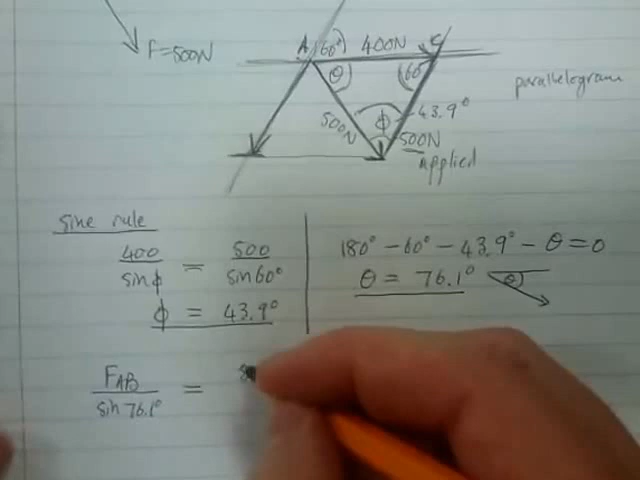 F=500N
A 60° 400N C
θ 60°
parallelogram
500N ϕ 43.9°
500N
Applied
sine rule
400/sinϕ = 500/sin60°
ϕ = 43.9°
180° - 60° - 43.9° - θ = 0
θ = 76.1° θ
F_AB/sin 76.1° =